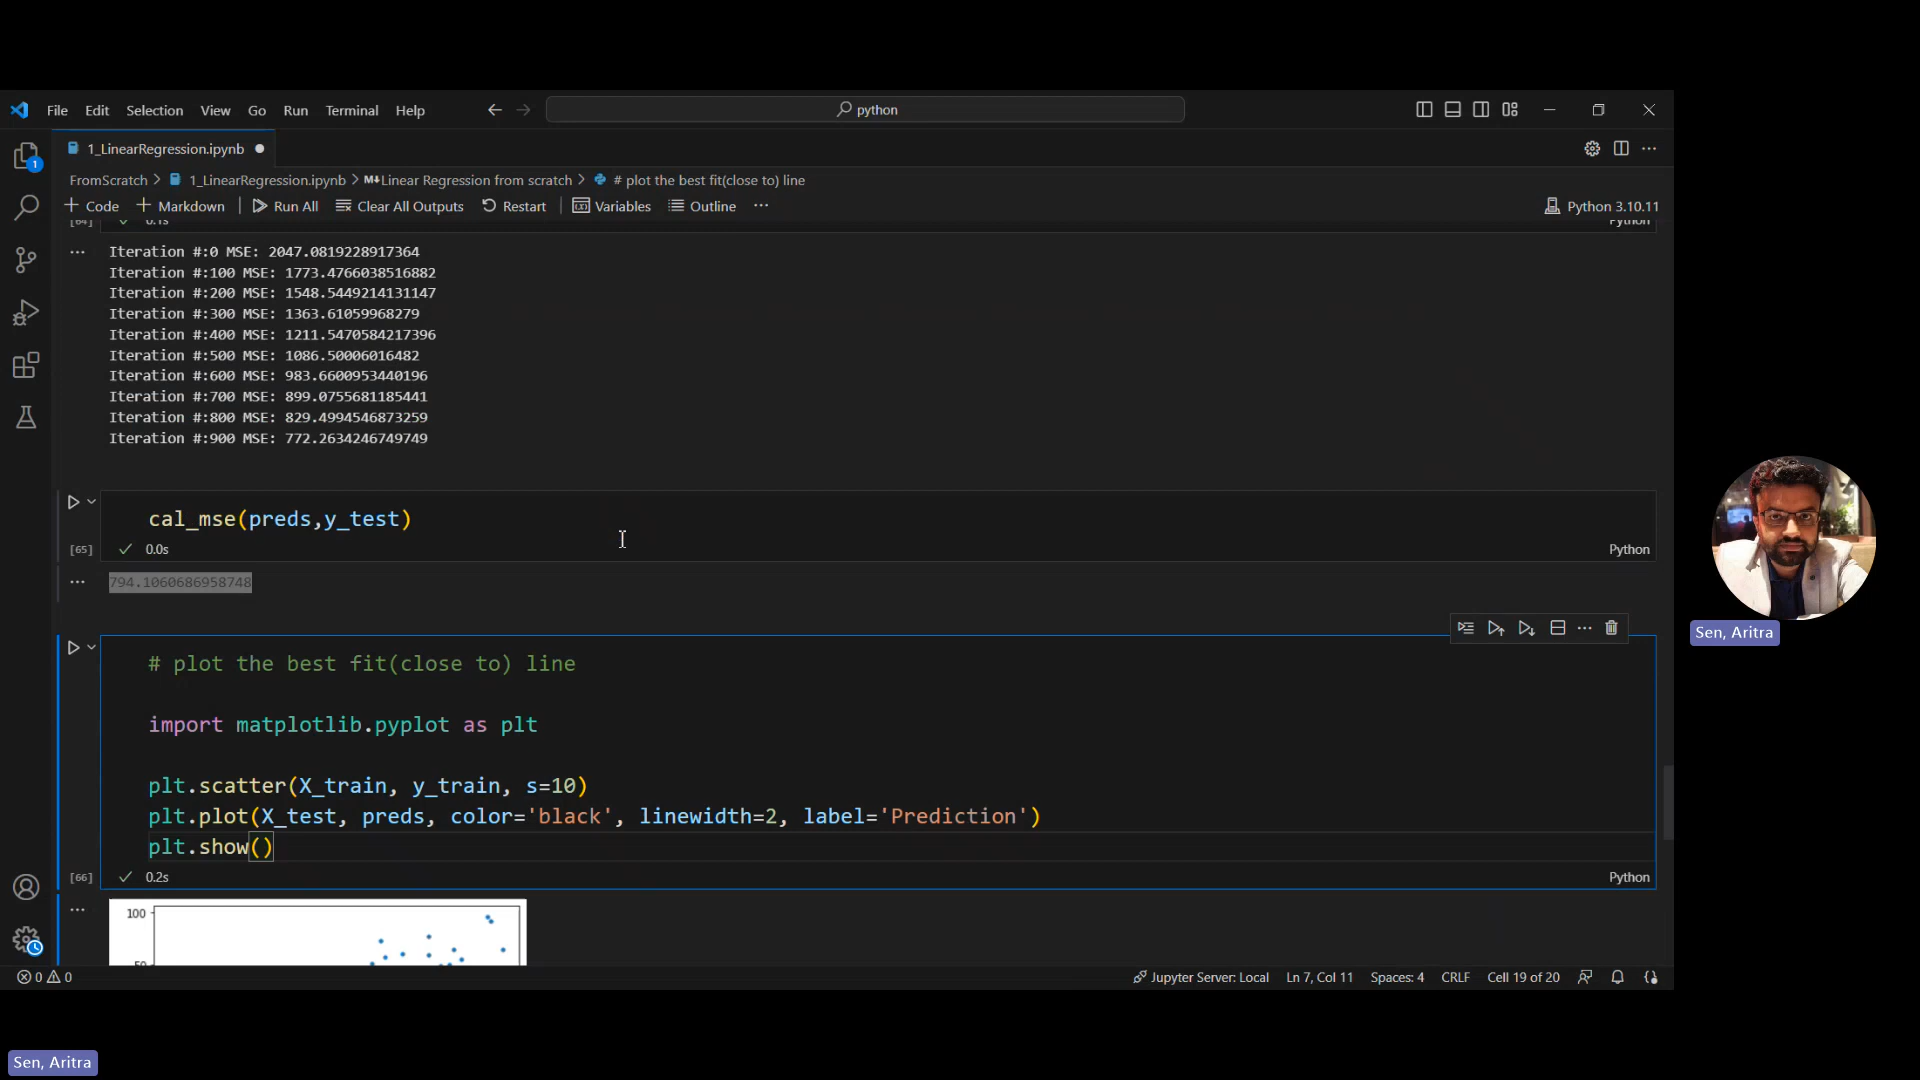 File Edit Selection View Go Run Terminal Help
python
1_LinearRegression.ipynb
FromScratch > 1_LinearRegression.ipynb > M↓Linear Regression from scratch > # plot the best fit(close to) line
+ Code + Markdown Run All Clear All Outputs Restart Variables Outline ... Python 3.10.11
[64] 0.1s Python
Iteration #:0 MSE: 2047.0819228917364
Iteration #:100 MSE: 1773.4766038516882
Iteration #:200 MSE: 1548.5449214131147
Iteration #:300 MSE: 1363.61059968279
Iteration #:400 MSE: 1211.5470584217396
Iteration #:500 MSE: 1086.50006016482
Iteration #:600 MSE: 983.6600953440196
Iteration #:700 MSE: 899.0755681185441
Iteration #:800 MSE: 829.4994546873259
Iteration #:900 MSE: 772.2634246749749
cal_mse(preds,y_test)
[65] 0.0s Python
794.1060686958748
# plot the best fit(close to) line
import matplotlib.pyplot as plt
plt.scatter(X_train, y_train, s=10)
plt.plot(X_test, preds, color='black', linewidth=2, label='Prediction')
plt.show()
[66] 0.2s Python
100
50
0 0 Jupyter Server: Local Ln 7, Col 11 Spaces: 4 CRLF Cell 19 of 20
1
Sen, Aritra
Sen, Aritra